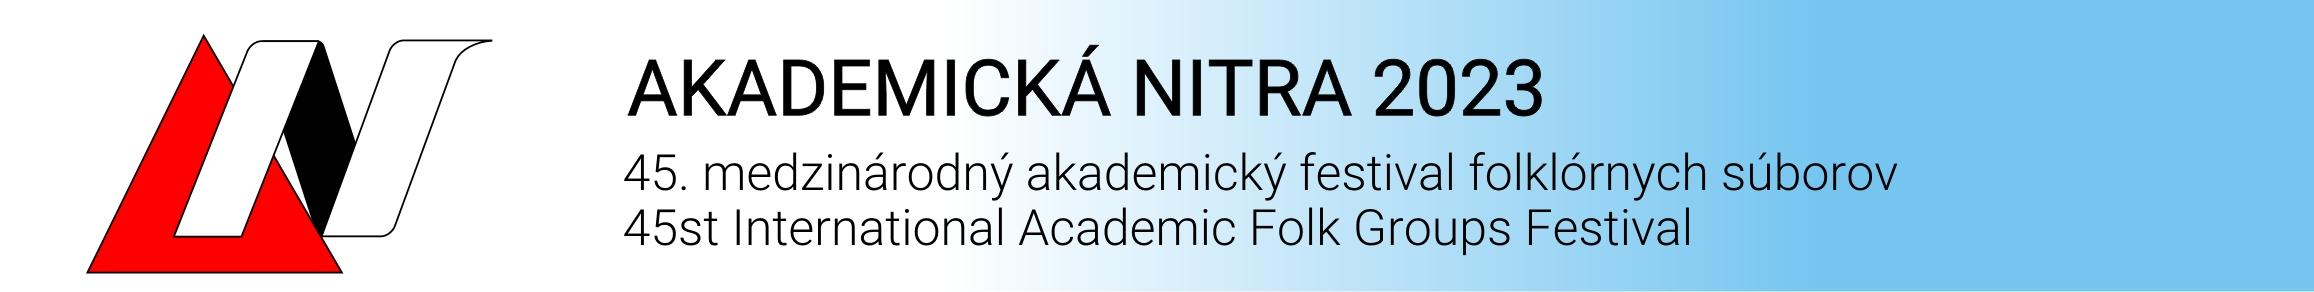 AKADEMICKÁ NITRA 2023
45. medzinárodný akademický festival folklórnych súborov
45st International Academic Folk Groups Festival